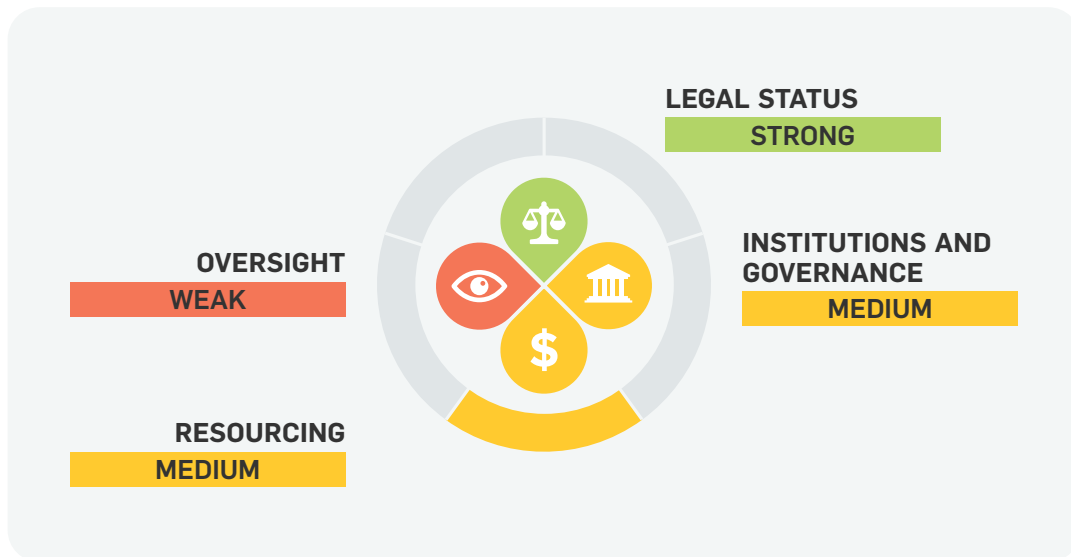 LEGAL STATUS
STRONG
INSTITUTIONS AND
GOVERNANCE
MEDIUM
OVERSIGHT
WEAK
$
RESOURCING
MEDIUM